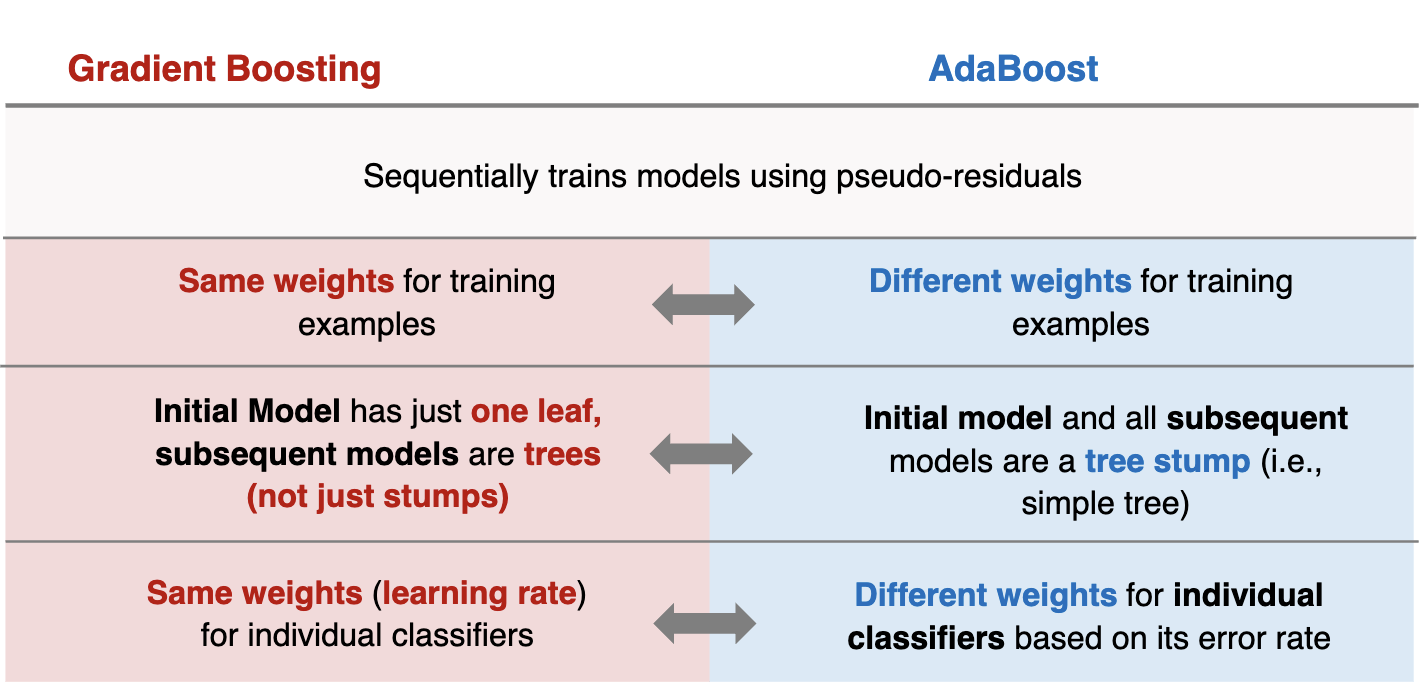 Gradient Boosting
AdaBoost
Sequentially trains models using pseudo-residuals
Same weights for training
examples
Different weights for training
examples
Initial Model has just one leaf,
subsequent models are trees
(not just stumps)
Initial model and all subsequent
models are a tree stump (i.e.,
simple tree)
Same weights (learning rate)
for individual classifiers
Different weights for individual
classifiers based on its error rate